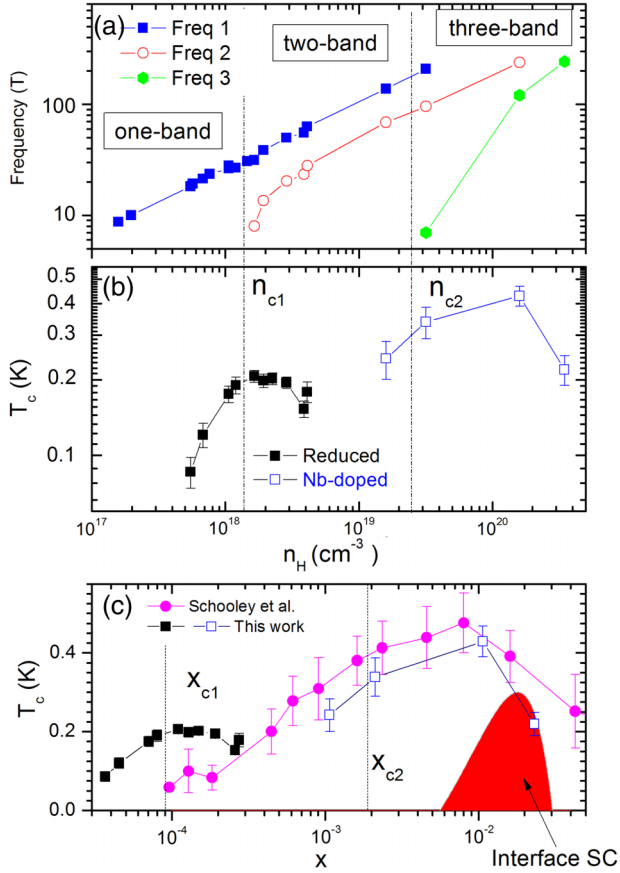 (a)
Freq 1
Freq 2
Freq 3
two-band
three-band
one-band
Frequency (T)
100
10
(b)
n_c1
n_c2
T_c (K)
0.5
0.4
0.3
0.2
0.1
Reduced
Nb-doped
10^17
10^18
10^19
10^20
n_H (cm^-3)
(c)
Schooley et al.
This work
x_c1
x_c2
T_c (K)
0.4
0.2
0.0
10^-4
10^-3
10^-2
x
Interface SC